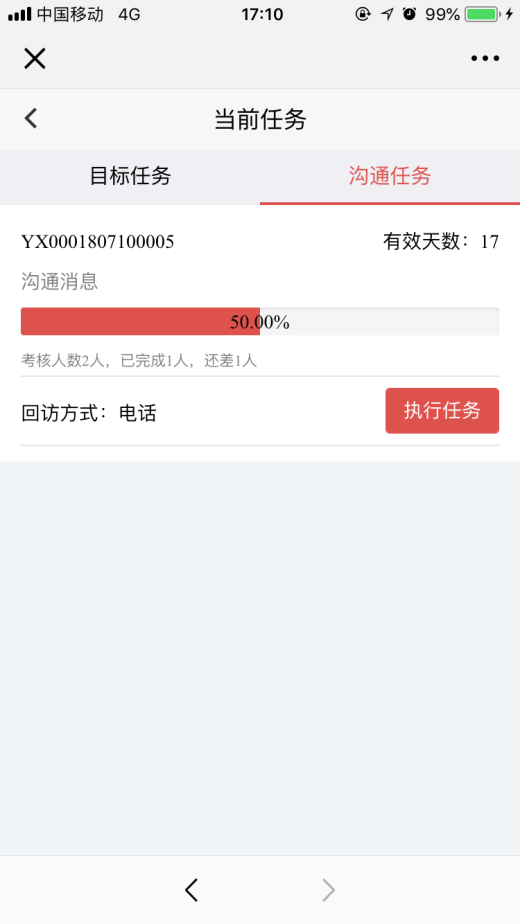 中国移动 4G 17:10 99%
当前任务
目标任务 沟通任务
YX0001807100005 有效天数：17
沟通消息
50.00%
考核人数2人，已完成1人，还差1人
回访方式：电话 执行任务